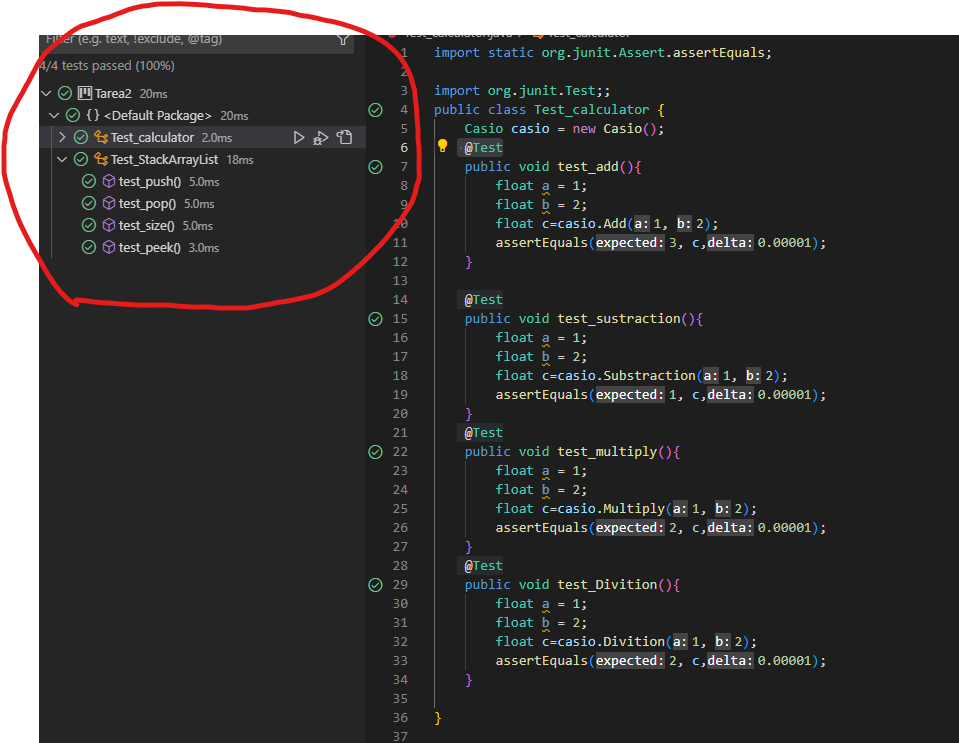 Filter (e.g. text, !exclude, @tag)
4/4 tests passed (100%)
Tarea2 20ms
{} <Default Package> 20ms
Test_calculator 2.0ms
Test_StackArrayList 18ms
test_push() 5.0ms
test_pop() 5.0ms
test_size() 5.0ms
test_peek() 3.0ms
1 import static org.junit.Assert.assertEquals;
2
3 import org.junit.Test;;
4 public class Test_calculator {
5 Casio casio = new Casio();
6 @Test
7 public void test_add(){
8 float a = 1;
9 float b = 2;
10 float c=casio.Add(a: 1, b: 2);
11 assertEquals(expected: 3, c,delta: 0.00001);
12 }
13
14 @Test
15 public void test_sustraction(){
16 float a = 1;
17 float b = 2;
18 float c=casio.Substraction(a: 1, b: 2);
19 assertEquals(expected: 1, c,delta: 0.00001);
20 }
21 @Test
22 public void test_multiply(){
23 float a = 1;
24 float b = 2;
25 float c=casio.Multiply(a: 1, b: 2);
26 assertEquals(expected: 2, c,delta: 0.00001);
27 }
28 @Test
29 public void test_Divition(){
30 float a = 1;
31 float b = 2;
32 float c=casio.Divition(a: 1, b: 2);
33 assertEquals(expected: 2, c,delta: 0.00001);
34 }
35
36 }
37